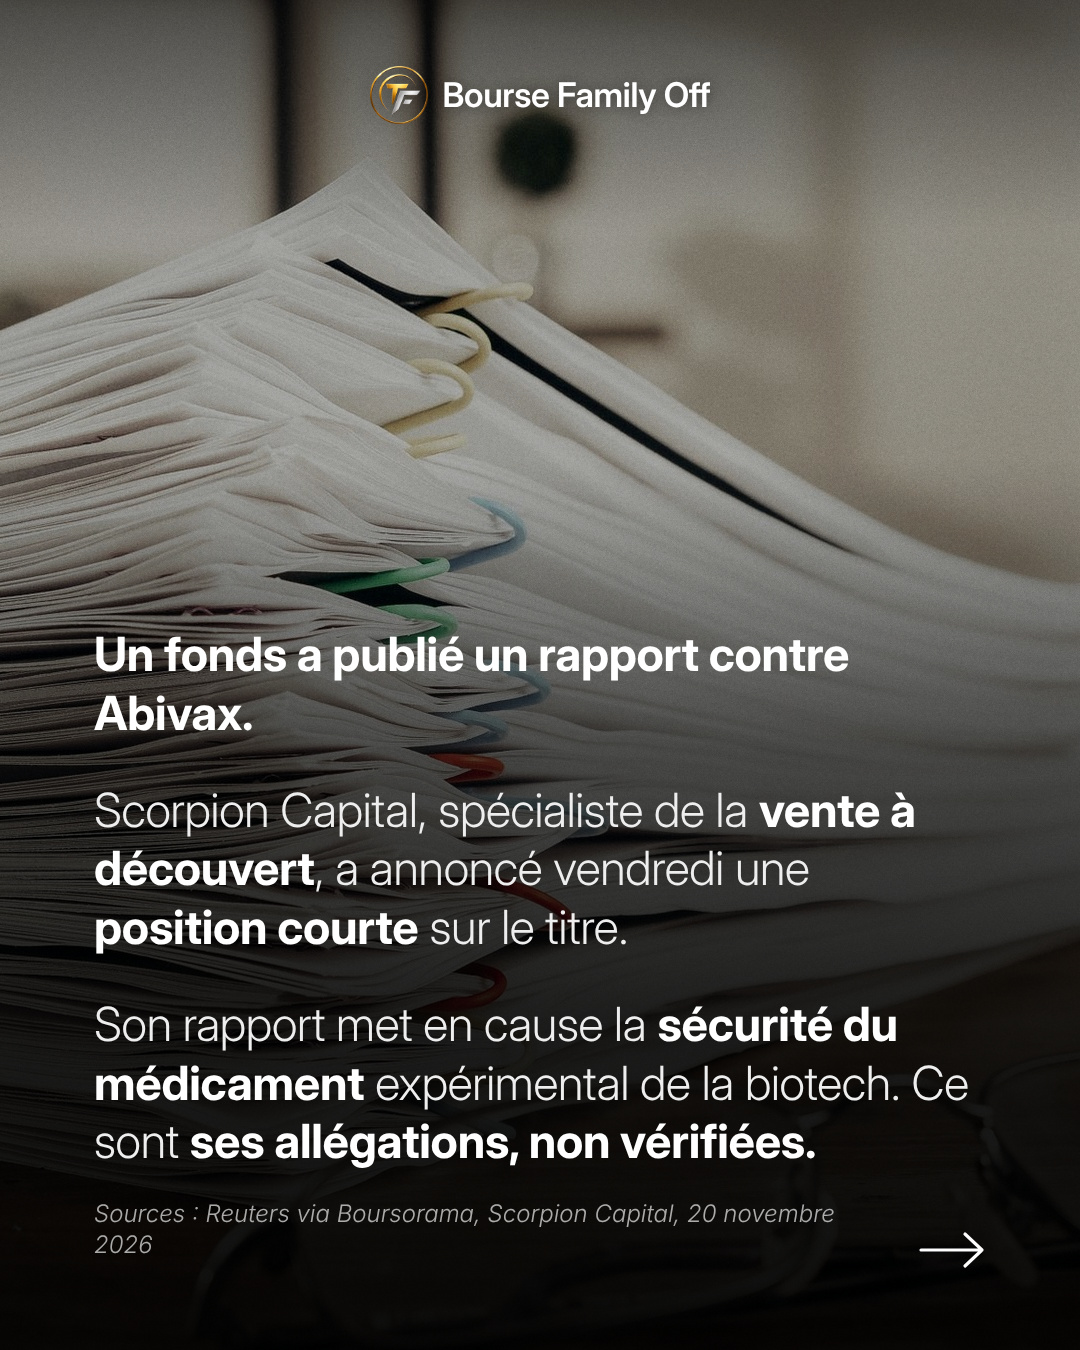 Bourse Family Off
Un fonds a publié un rapport contre
Abivax.
Scorpion Capital, spécialiste de la vente à
découvert, a annoncé vendredi une
position courte sur le titre.
Son rapport met en cause la sécurité du
médicament expérimental de la biotech. Ce
sont ses allégations, non vérifiées.
Sources : Reuters via Boursorama, Scorpion Capital, 20 novembre
2026